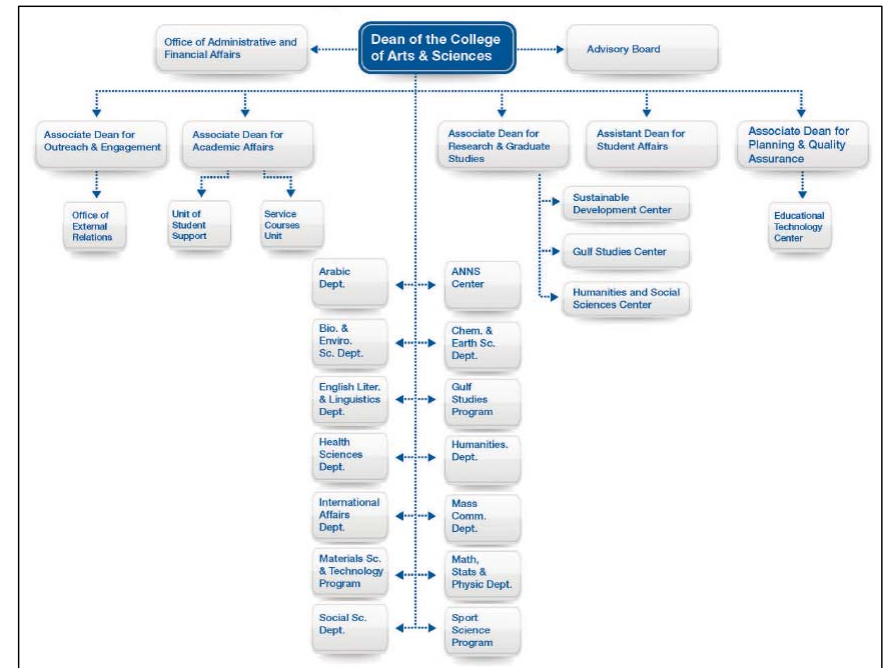 Office of Administrative and
Financial Affairs
Dean of the College
of Arts & Sciences
Advisory Board
Associate Dean for
Outreach & Engagement
Associate Dean for
Academic Affairs
Associate Dean for
Research & Graduate
Studies
Assistant Dean for
Student Affairs
Associate Dean for
Planning & Quality
Assurance
Office of
External
Relations
Unit of
Student
Support
Service
Courses
Unit
Sustainable
Development Center
Gulf Studies Center
Humanities and Social
Sciences Center
Educational
Technology
Center
Arabic
Dept.
ANNS
Center
Bio. &
Enviro.
Sc. Dept.
Chem. &
Earth Sc.
Dept.
English Liter.
& Linguistics
Dept.
Gulf
Studies
Program
Health
Sciences
Dept.
Humanities.
Dept.
International
Affairs
Dept.
Mass
Comm.
Dept.
Materials Sc.
& Technology
Program
Math,
Stats &
Physic Dept.
Social Sc.
Dept.
Sport
Science
Program